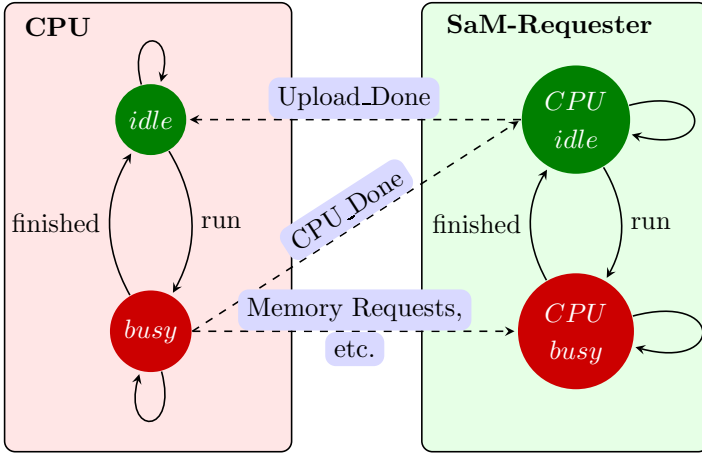 CPU
SaM-Requester
idle
Upload_Done
CPU
idle
CPU_Done
finished
run
finished
run
busy
Memory Requests,
etc.
CPU
busy